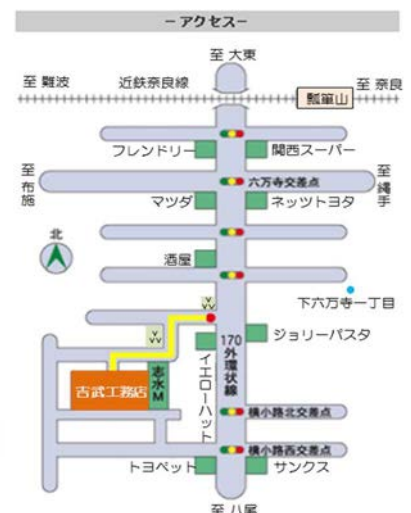 －アクセス－
至 大東
至 難波
近鉄奈良線
至 奈良
瓢箪山
フレンドリー
関西スーパー
至布施
六万寺交差点
至縄手
マツダ
ネッツトヨタ
北
酒屋
下六万寺一丁目
170外環状線
ジョリーパスタ
イエローハット
志水M
吉武工務店
横小路北交差点
横小路西交差点
トヨペット
サンクス
至 八尾